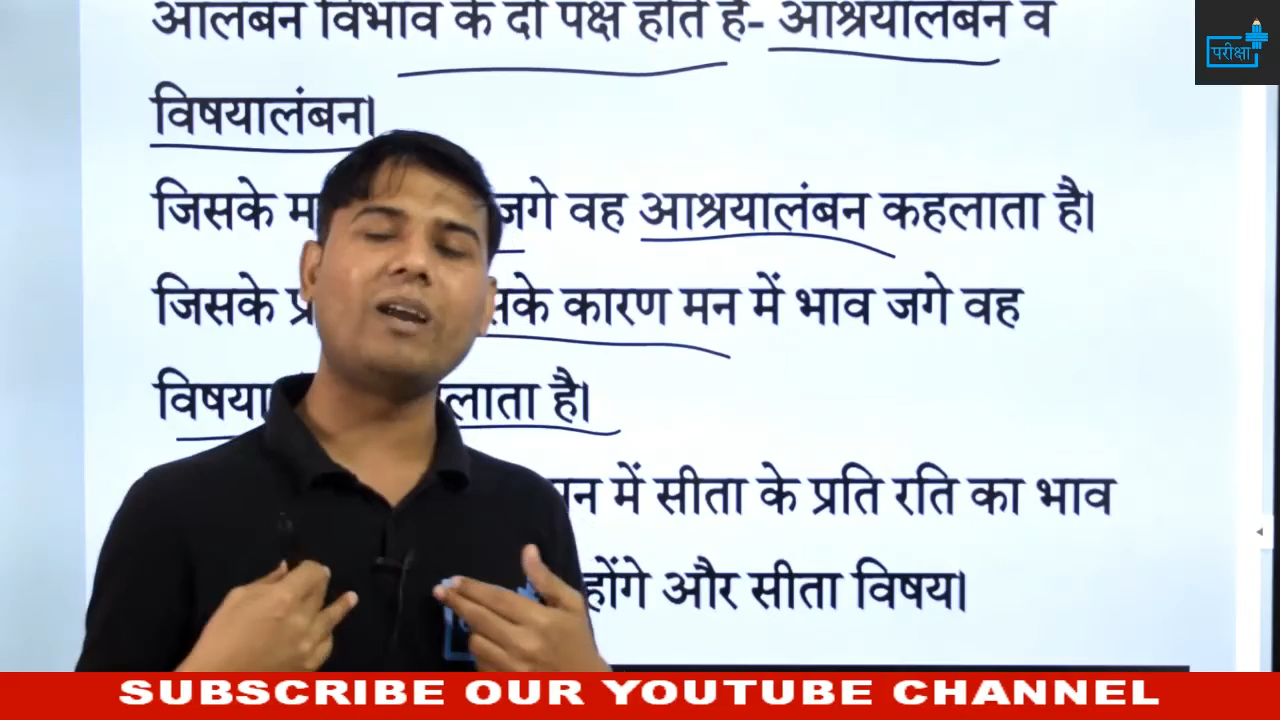 आलंबन विभाव के दो पक्ष होते हैं- आश्रयालंबन व
परीक्षा
विषयालंबन।
जिसके जगे वह आश्रयालंबन कहलाता है।
जिसके कारण मन में भाव जगे वह
है।
में सीता के प्रति रति का भाव
होंगे और सीता विषय।
SUBSCRIBE OUR YOUTUBE CHANNEL